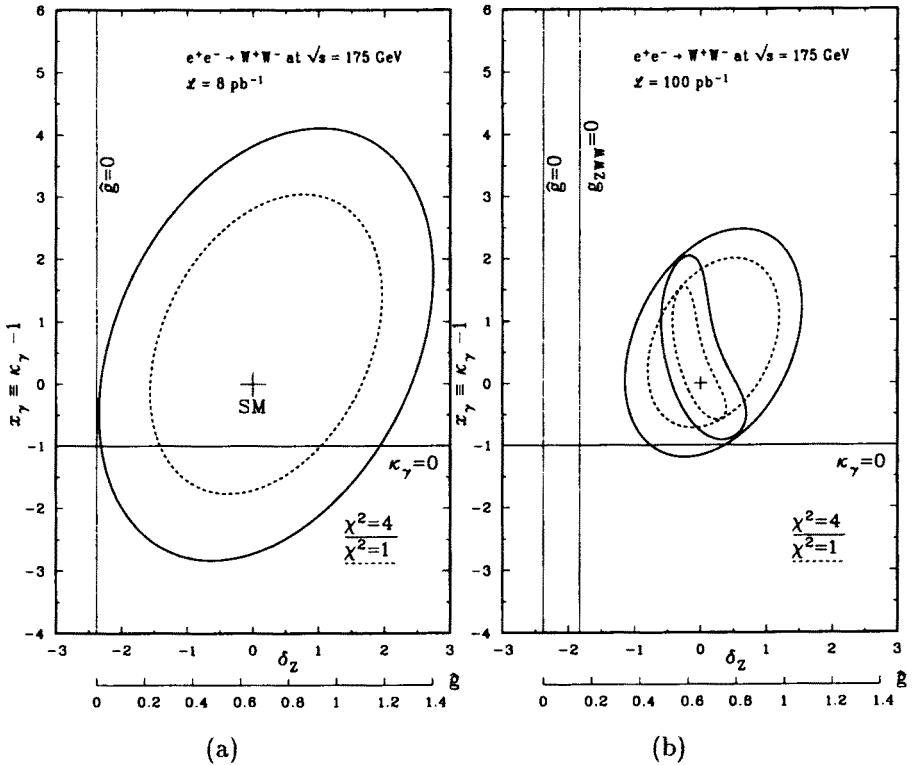 e⁺e⁻ → W⁺W⁻ at √s = 175 GeV
ℒ = 8 pb⁻¹
ĝ=0
SM
κ_γ=0
χ²=4
χ²=1
x_γ ≡ κ_γ -1
6
5
4
3
2
1
0
-1
-2
-3
-4
-3 -2 -1 0 1 2 3
δ_Z
ĝ
0 0.2 0.4 0.6 0.8 1 1.2 1.4
(a)
e⁺e⁻ → W⁺W⁻ at √s = 175 GeV
ℒ = 100 pb⁻¹
ĝ=0
g_ZWW=0
κ_γ=0
χ²=4
χ²=1
x_γ ≡ κ_γ -1
6
5
4
3
2
1
0
-1
-2
-3
-4
-3 -2 -1 0 1 2 3
δ_Z
ĝ
0 0.2 0.4 0.6 0.8 1 1.2 1.4
(b)